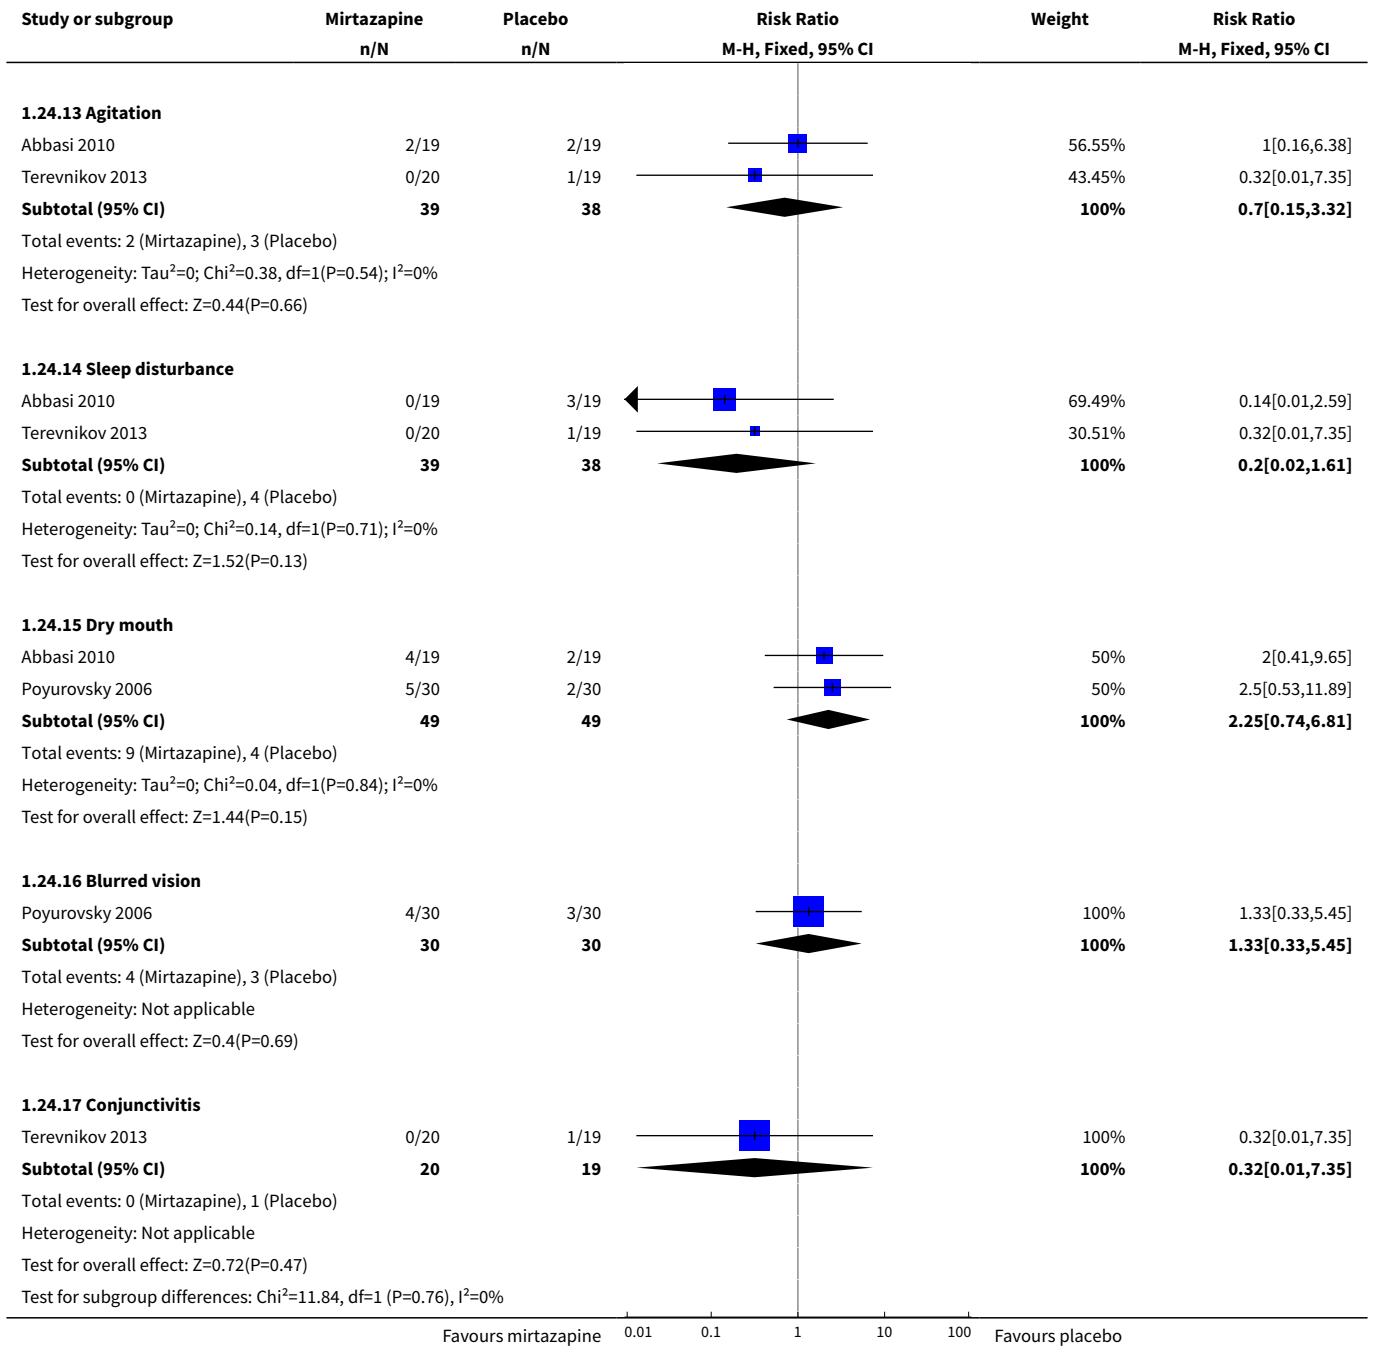 Study or subgroup Mirtazapine Placebo Risk Ratio Weight Risk Ratio
n/N n/N M-H, Fixed, 95% CI M-H, Fixed, 95% CI
1.24.13 Agitation
Abbasi 2010 2/19 2/19 56.55% 1[0.16,6.38]
Terevnikov 2013 0/20 1/19 43.45% 0.32[0.01,7.35]
Subtotal (95% CI) 39 38 100% 0.7[0.15,3.32]
Total events: 2 (Mirtazapine), 3 (Placebo)
Heterogeneity: Tau²=0; Chi²=0.38, df=1(P=0.54); I²=0%
Test for overall effect: Z=0.44(P=0.66)
1.24.14 Sleep disturbance
Abbasi 2010 0/19 3/19 69.49% 0.14[0.01,2.59]
Terevnikov 2013 0/20 1/19 30.51% 0.32[0.01,7.35]
Subtotal (95% CI) 39 38 100% 0.2[0.02,1.61]
Total events: 0 (Mirtazapine), 4 (Placebo)
Heterogeneity: Tau²=0; Chi²=0.14, df=1(P=0.71); I²=0%
Test for overall effect: Z=1.52(P=0.13)
1.24.15 Dry mouth
Abbasi 2010 4/19 2/19 50% 2[0.41,9.65]
Poyurovsky 2006 5/30 2/30 50% 2.5[0.53,11.89]
Subtotal (95% CI) 49 49 100% 2.25[0.74,6.81]
Total events: 9 (Mirtazapine), 4 (Placebo)
Heterogeneity: Tau²=0; Chi²=0.04, df=1(P=0.84); I²=0%
Test for overall effect: Z=1.44(P=0.15)
1.24.16 Blurred vision
Poyurovsky 2006 4/30 3/30 100% 1.33[0.33,5.45]
Subtotal (95% CI) 30 30 100% 1.33[0.33,5.45]
Total events: 4 (Mirtazapine), 3 (Placebo)
Heterogeneity: Not applicable
Test for overall effect: Z=0.4(P=0.69)
1.24.17 Conjunctivitis
Terevnikov 2013 0/20 1/19 100% 0.32[0.01,7.35]
Subtotal (95% CI) 20 19 100% 0.32[0.01,7.35]
Total events: 0 (Mirtazapine), 1 (Placebo)
Heterogeneity: Not applicable
Test for overall effect: Z=0.72(P=0.47)
Test for subgroup differences: Chi²=11.84, df=1 (P=0.76), I²=0%
Favours mirtazapine 0.01 0.1 1 10 100 Favours placebo